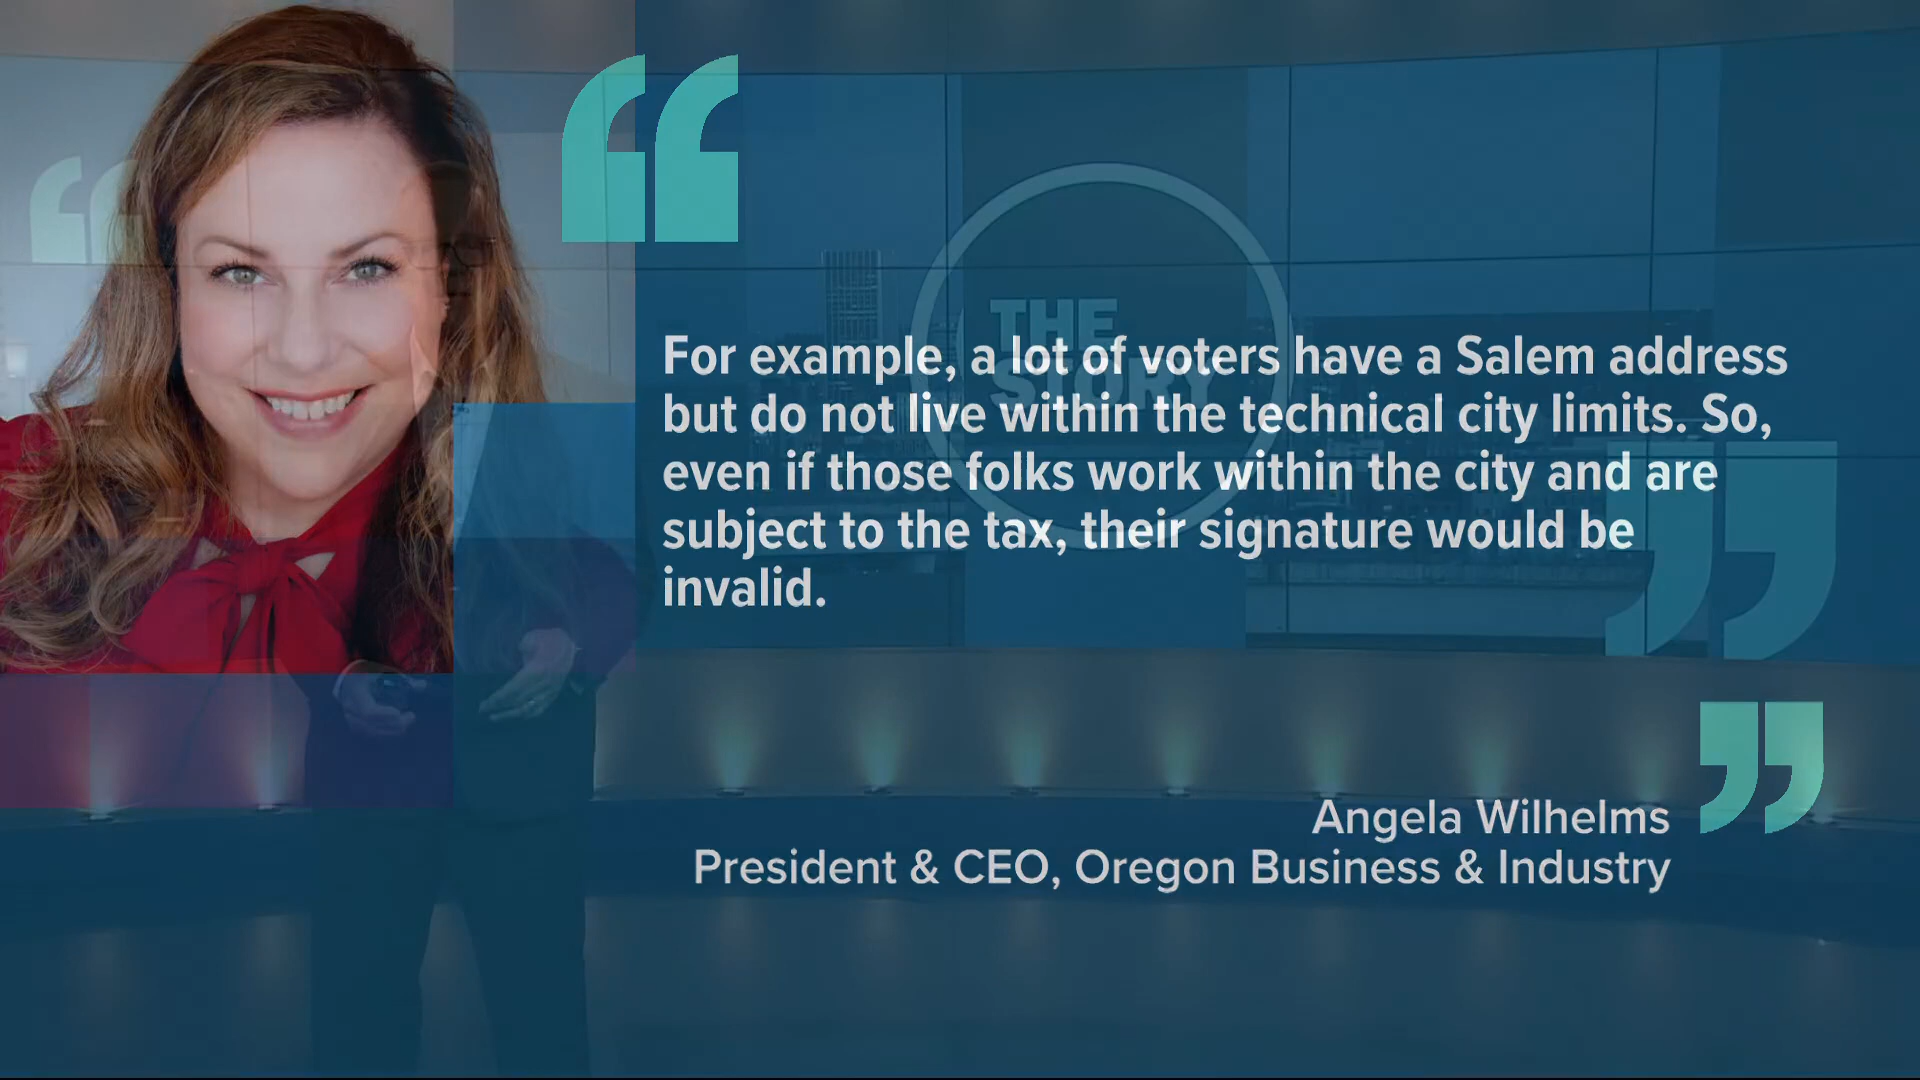 THE
STORY
For example, a lot of voters have a Salem address
but do not live within the technical city limits. So,
even if those folks work within the city and are
subject to the tax, their signature would be
invalid.
Angela Wilhelms
President & CEO, Oregon Business & Industry